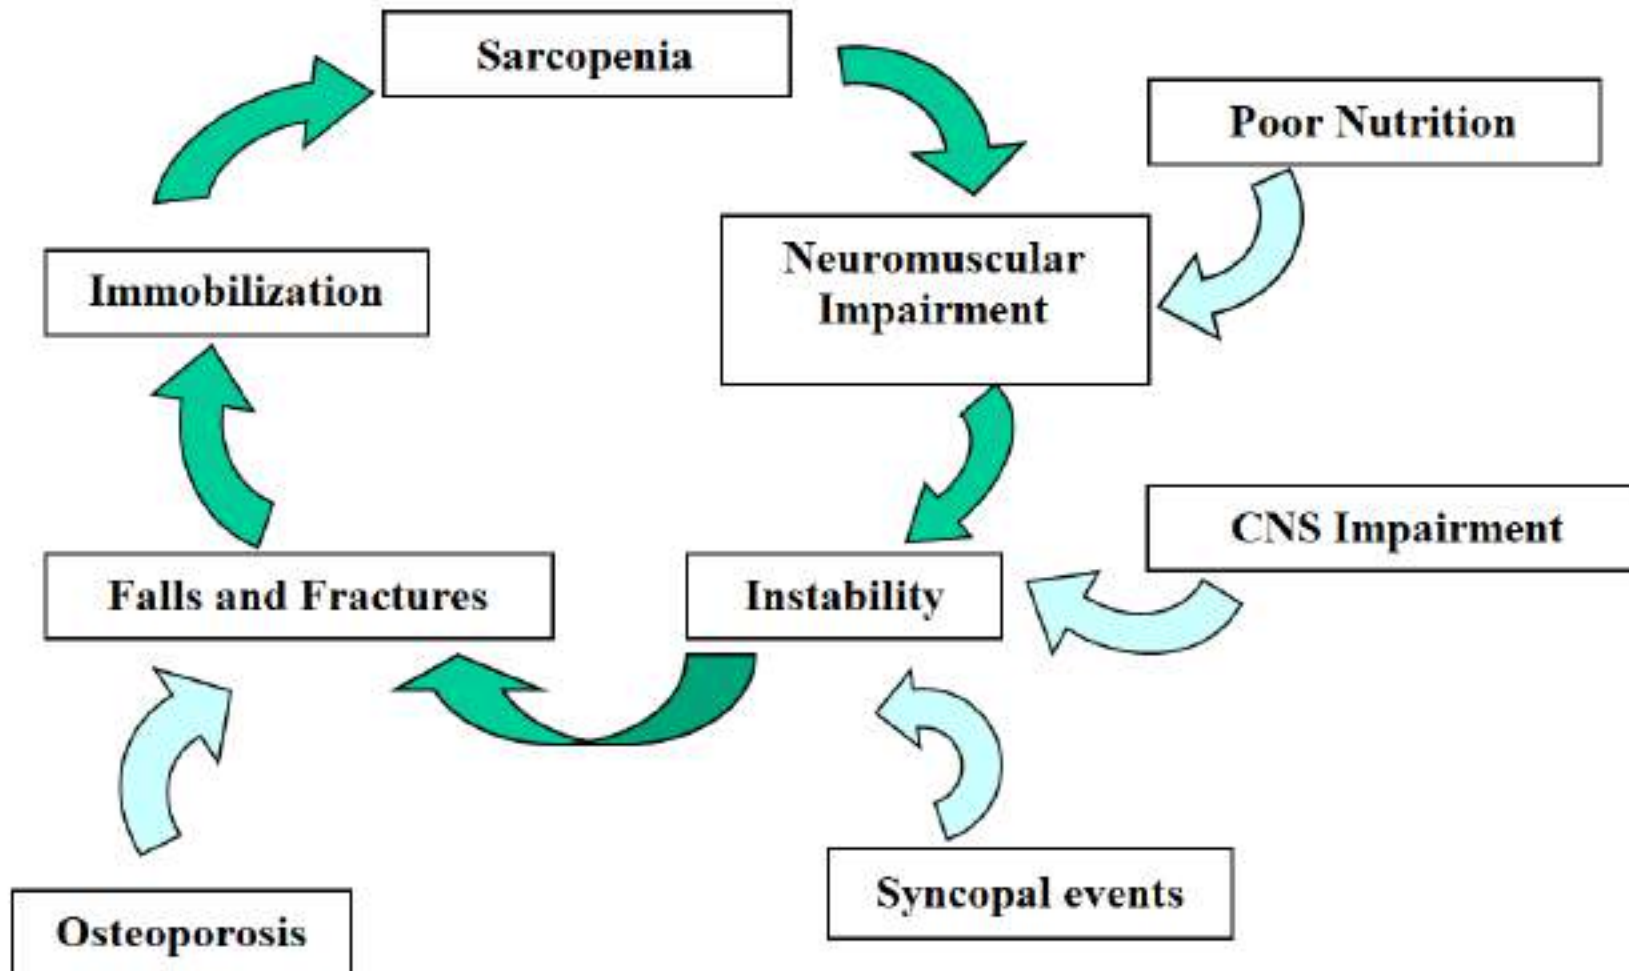 Sarcopenia
Poor Nutrition
Neuromuscular
Impairment
Immobilization
CNS Impairment
Falls and Fractures
Instability
Syncopal events
Osteoporosis